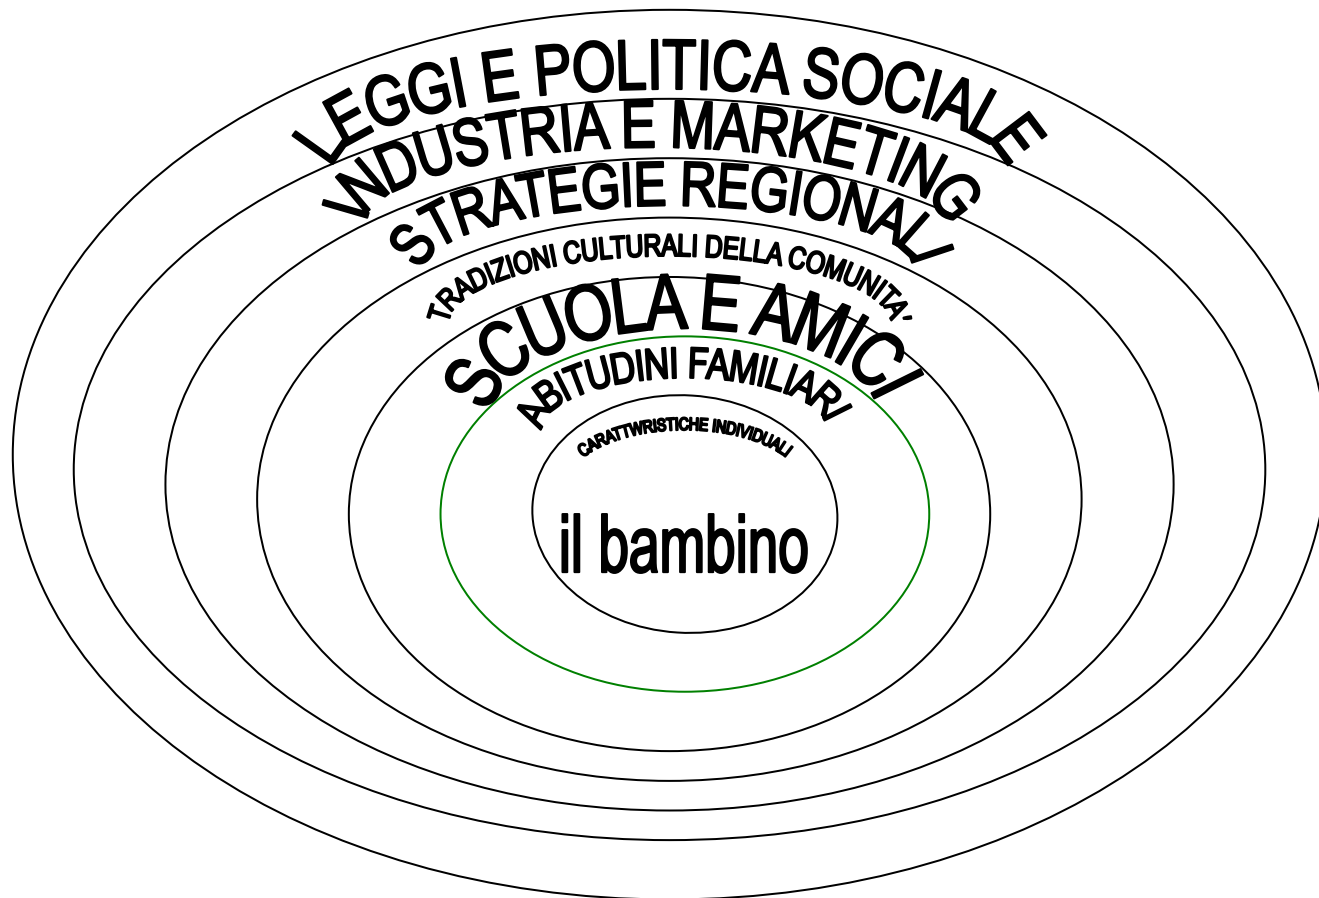 LEGGI E POLITICA SOCIALE
INDUSTRIA E MARKETING
STRATEGIE REGIONALI
TRADIZIONI CULTURALI DELLA COMUNITA'
SCUOLA E AMICI
ABITUDINI FAMILIARI
CARATTWRISTICHE INDIVIDUALI
il bambino